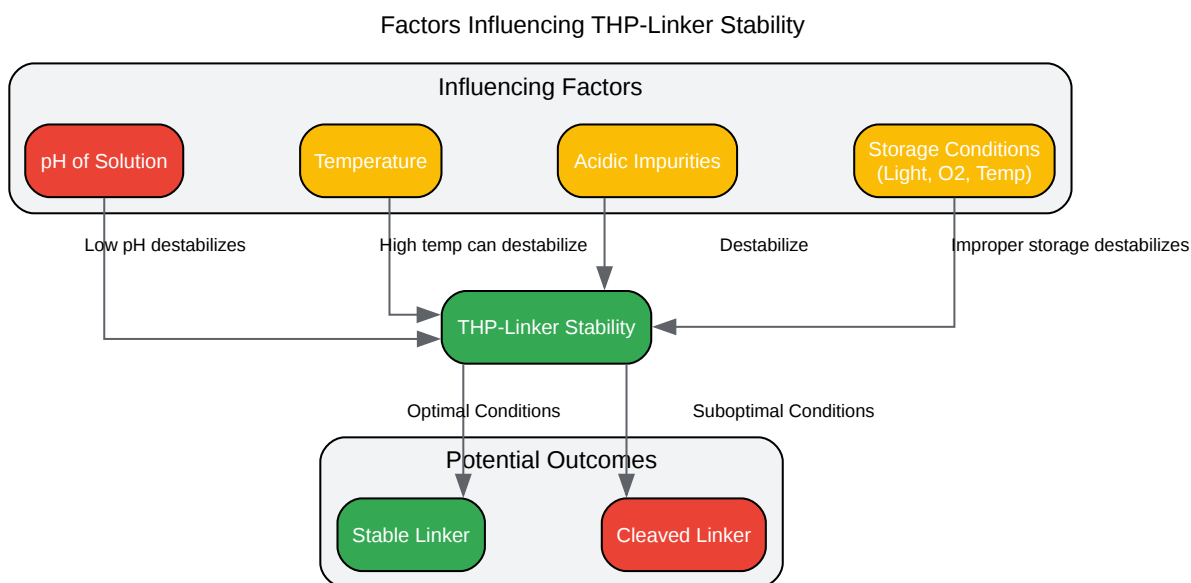 Factors Influencing THP-Linker Stability
Influencing Factors
pH of Solution
Temperature
Acidic Impurities
Storage Conditions
(Light, O2, Temp)
Low pH destabilizes
High temp can destabilize
Destabilize
Improper storage destabilizes
THP-Linker Stability
Optimal Conditions
Suboptimal Conditions
Potential Outcomes
Stable Linker
Cleaved Linker